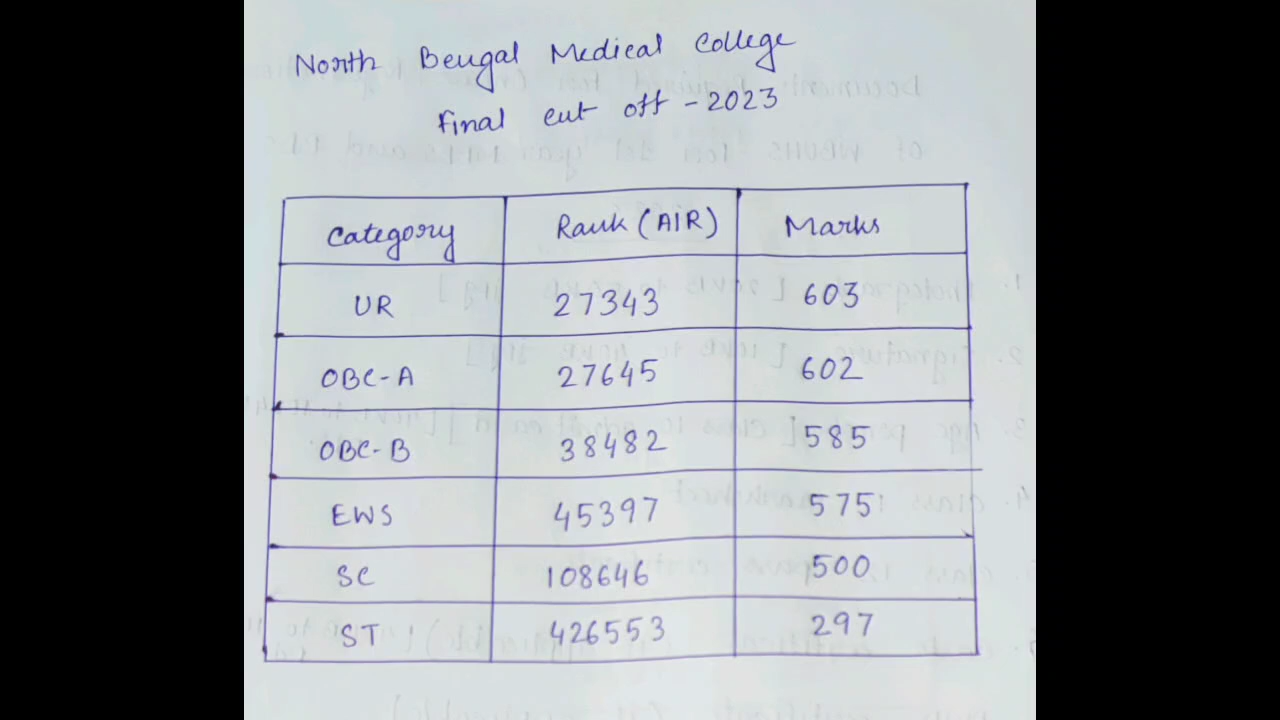 North Bengal Medical College
Final cut off - 2023
Category Rank (AIR) Marks
UR 27343 603
OBC-A 27645 602
OBC-B 38482 585
EWS 45397 575
SC 108646 500
ST 426553 297